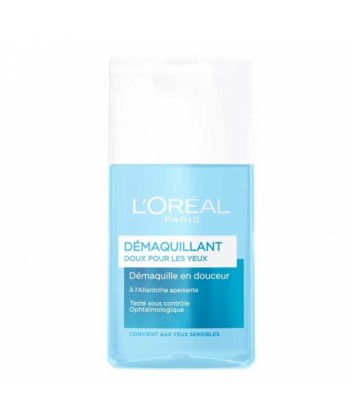 L'ORÉAL
PARIS
DÉMAQUILLANT
DOUX POUR LES YEUX
Démaquille en douceur
À l'Allantoïne apaisante
Testé sous contrôle
Ophtalmologique
CONVIENT AUX YEUX SENSIBLES